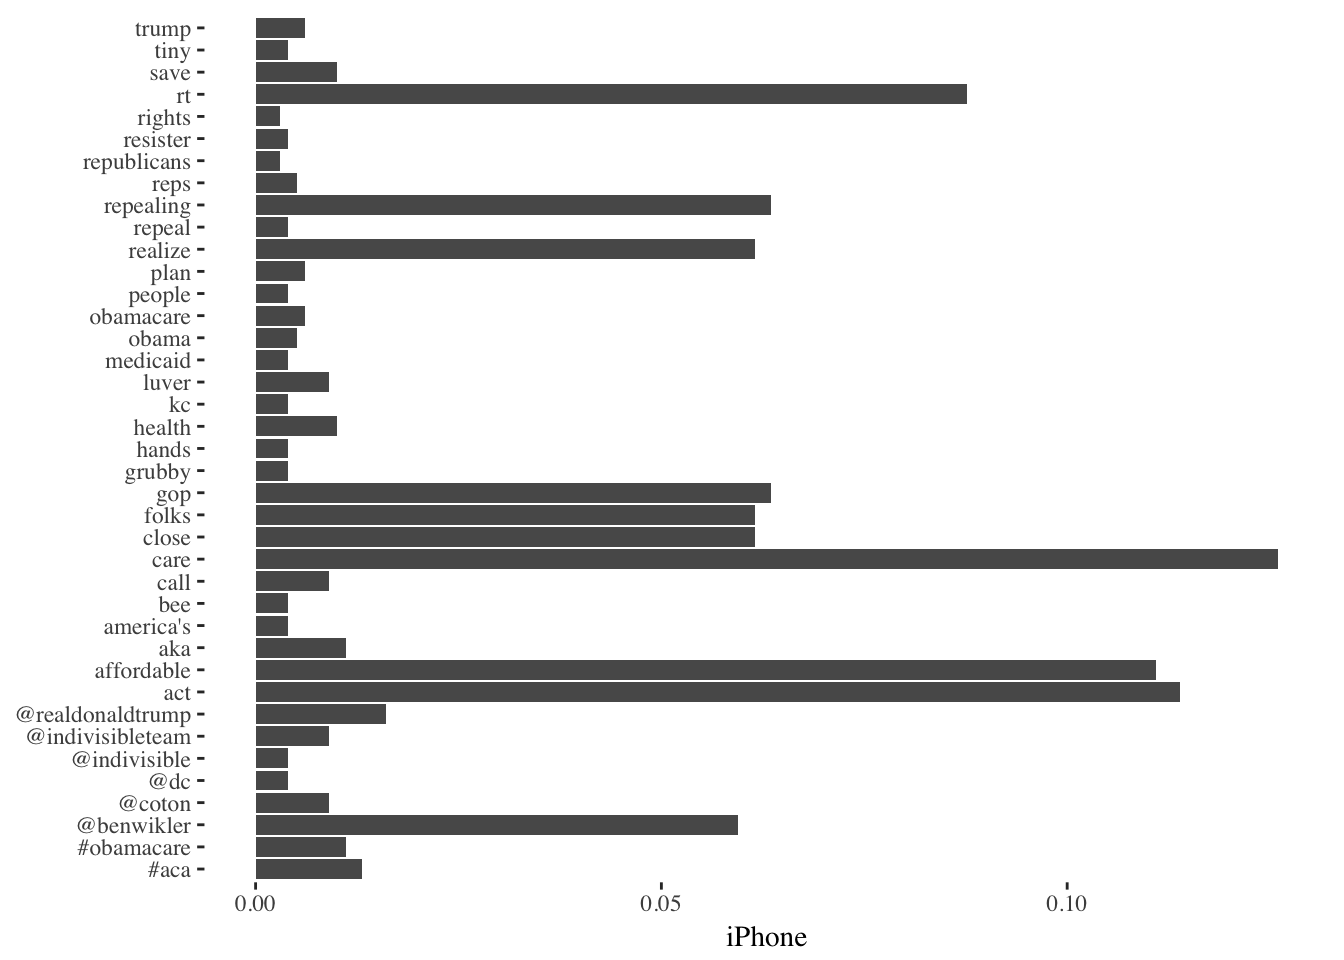 trump
tiny
save
rt
rights
resister
republicans
reps
repealing
repeal
realize
plan
people
obamacare
obama
medicaid
luver
kc
health
hands
grubby
gop
folks
close
care
call
bee
america's
aka
affordable
act
@realdonaldtrump
@indivisibleteam
@indivisible
@dc
@coton
@benwikler
#obamacare
#aca
0.00 0.05 0.10
iPhone